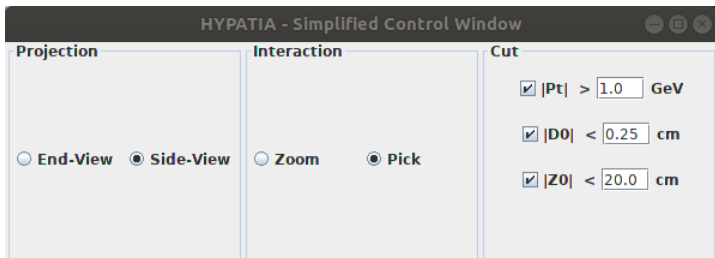 HYPATIA - Simplified Control Window
Projection
End-View Side-View
Interaction
Zoom Pick
Cut
|Pt| > 1.0 GeV
|D0| < 0.25 cm
|Z0| < 20.0 cm